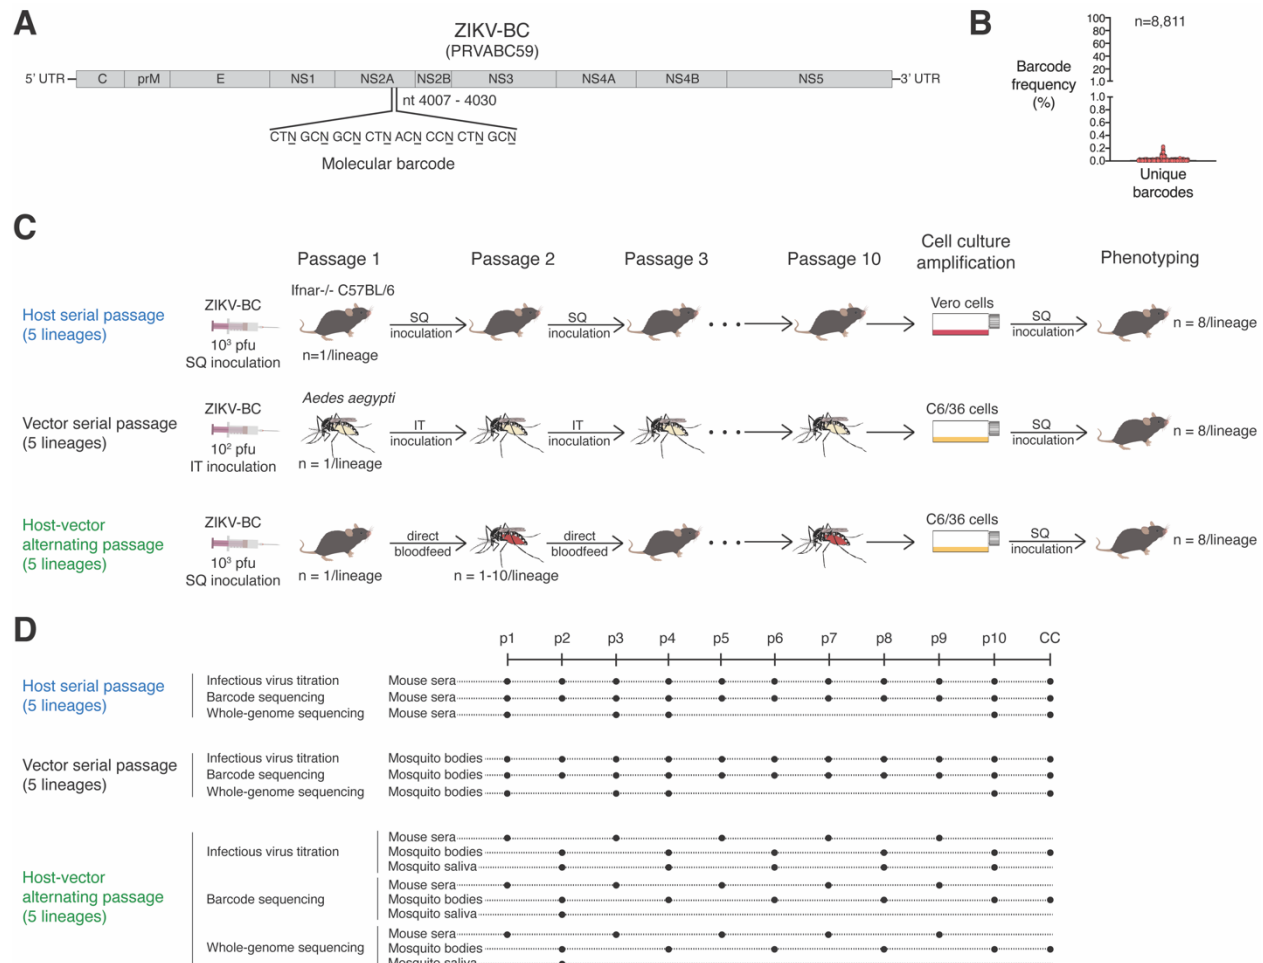 A
ZIKV-BC
(PRVABC59)
5' UTR
C
prM
E
NS1
NS2A
NS2B
NS3
NS4A
NS4B
NS5
3' UTR
nt 4007 - 4030
CTN GCN GCN CTN ACN CCN CTN GCN
Molecular barcode
B
n=8,811
Barcode
frequency
(%)
100
80
60
40
20
1.0
1.0
0.8
0.6
0.4
0.2
0.0
Unique
barcodes
C
Passage 1
Passage 2
Passage 3
Passage 10
Cell culture
amplification
Phenotyping
Host serial passage
(5 lineages)
ZIKV-BC
10³ pfu
SQ inoculation
Ifnar-/- C57BL/6
n=1/lineage
SQ
inoculation
SQ
inoculation
Vero cells
SQ
inoculation
n = 8/lineage
Vector serial passage
(5 lineages)
ZIKV-BC
10² pfu
IT inoculation
Aedes aegypti
n = 1/lineage
IT
inoculation
IT
inoculation
C6/36 cells
SQ
inoculation
n = 8/lineage
Host-vector
alternating passage
(5 lineages)
ZIKV-BC
10³ pfu
SQ inoculation
n = 1/lineage
direct
bloodfeed
n = 1-10/lineage
direct
bloodfeed
C6/36 cells
SQ
inoculation
n = 8/lineage
D
p1 p2 p3 p4 p5 p6 p7 p8 p9 p10 CC
Host serial passage
(5 lineages)
Infectious virus titration Mouse sera
Barcode sequencing Mouse sera
Whole-genome sequencing Mouse sera
Vector serial passage
(5 lineages)
Infectious virus titration Mosquito bodies
Barcode sequencing Mosquito bodies
Whole-genome sequencing Mosquito bodies
Host-vector
alternating passage
(5 lineages)
Infectious virus titration
Mouse sera
Mosquito bodies
Mosquito saliva
Barcode sequencing
Mouse sera
Mosquito bodies
Mosquito saliva
Whole-genome sequencing
Mouse sera
Mosquito bodies
Mosquito saliva